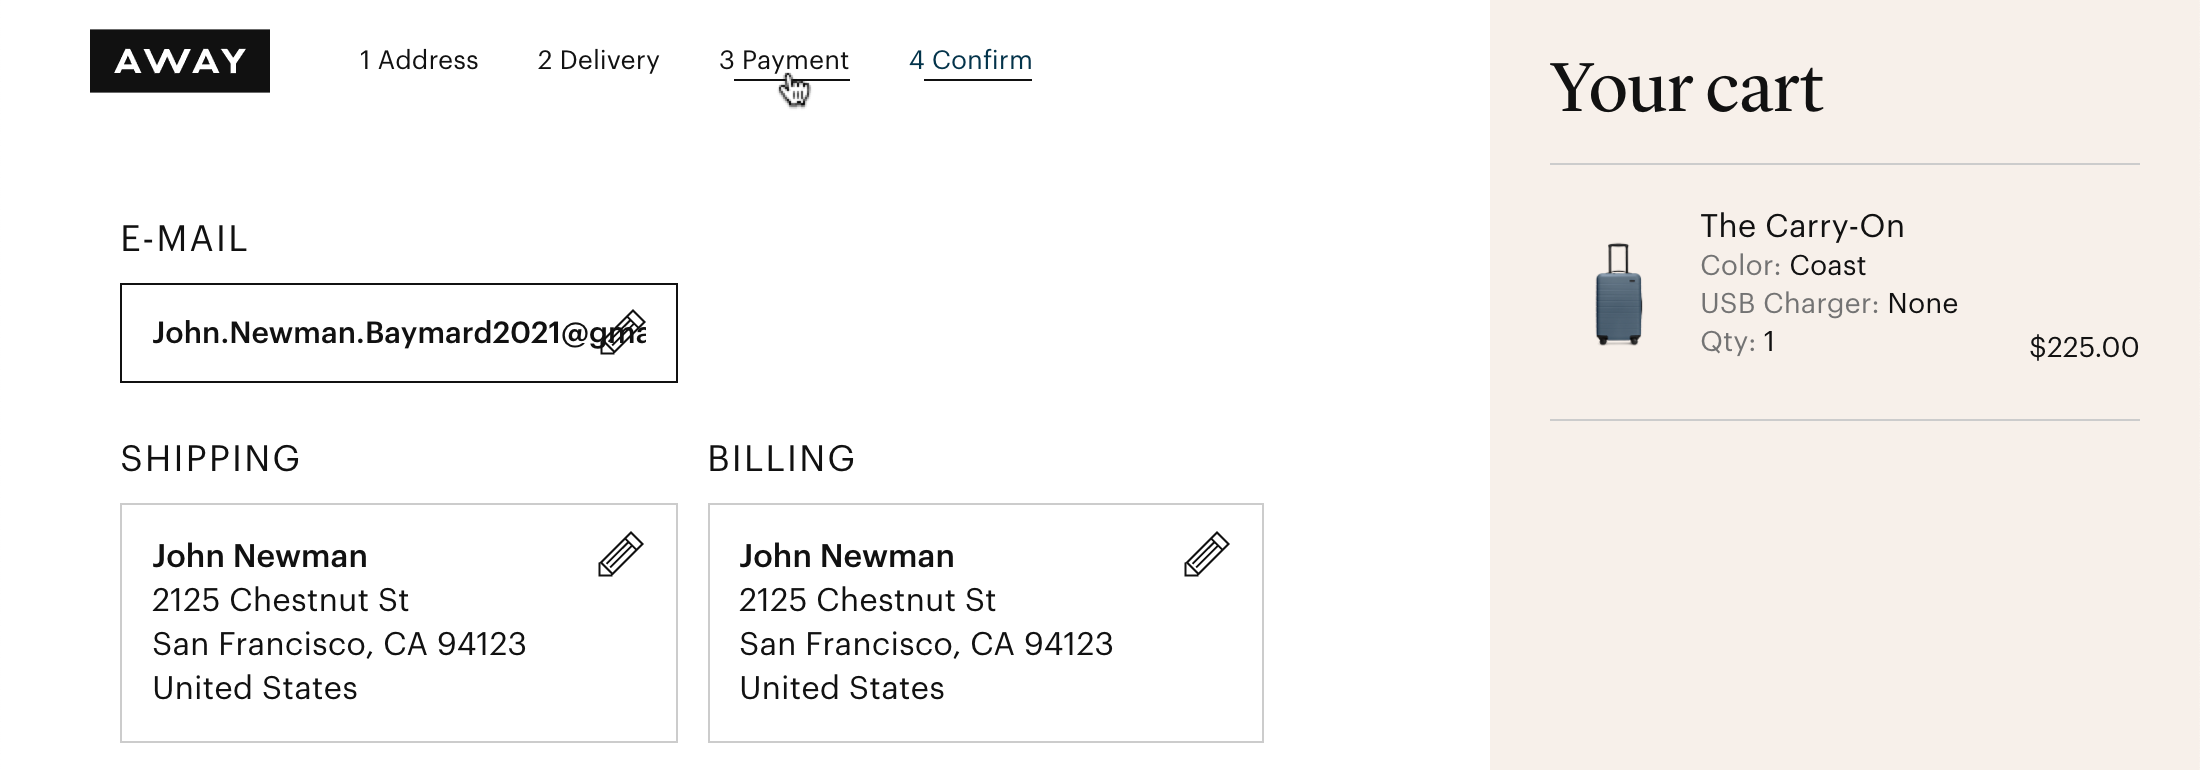 AWAY
1 Address
2 Delivery
3 Payment
4 Confirm
E-MAIL
John.Newman.Baymard2021@gma
SHIPPING
John Newman
2125 Chestnut St
San Francisco, CA 94123
United States
BILLING
John Newman
2125 Chestnut St
San Francisco, CA 94123
United States
Your cart
The Carry-On
Color: Coast
USB Charger: None
Qty: 1
$225.00